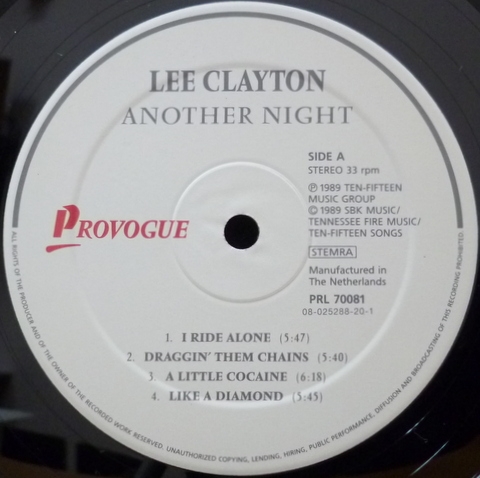 LEE CLAYTON
ANOTHER NIGHT
SIDE A
STEREO 33 rpm
℗ 1989 TEN-FIFTEEN
MUSIC GROUP
© 1989 SBK MUSIC/
TENNESSEE FIRE MUSIC/
TEN-FIFTEEN SONGS
PROVOGUE
STEMRA
Manufactured in
The Netherlands
PRL 70081
08-025288-20-1
1. I RIDE ALONE (5:47)
2. DRAGGIN' THEM CHAINS (5:40)
3. A LITTLE COCAINE (6:18)
4. LIKE A DIAMOND (5:45)
ALL RIGHTS OF THE PRODUCER AND OF THE OWNER OF THE RECORDED WORK RESERVED. UNAUTHORIZED COPYING, LENDING, HIRING, PUBLIC PERFORMANCE, DIFFUSION AND BROADCASTING OF THIS RECORD PROHIBITED.